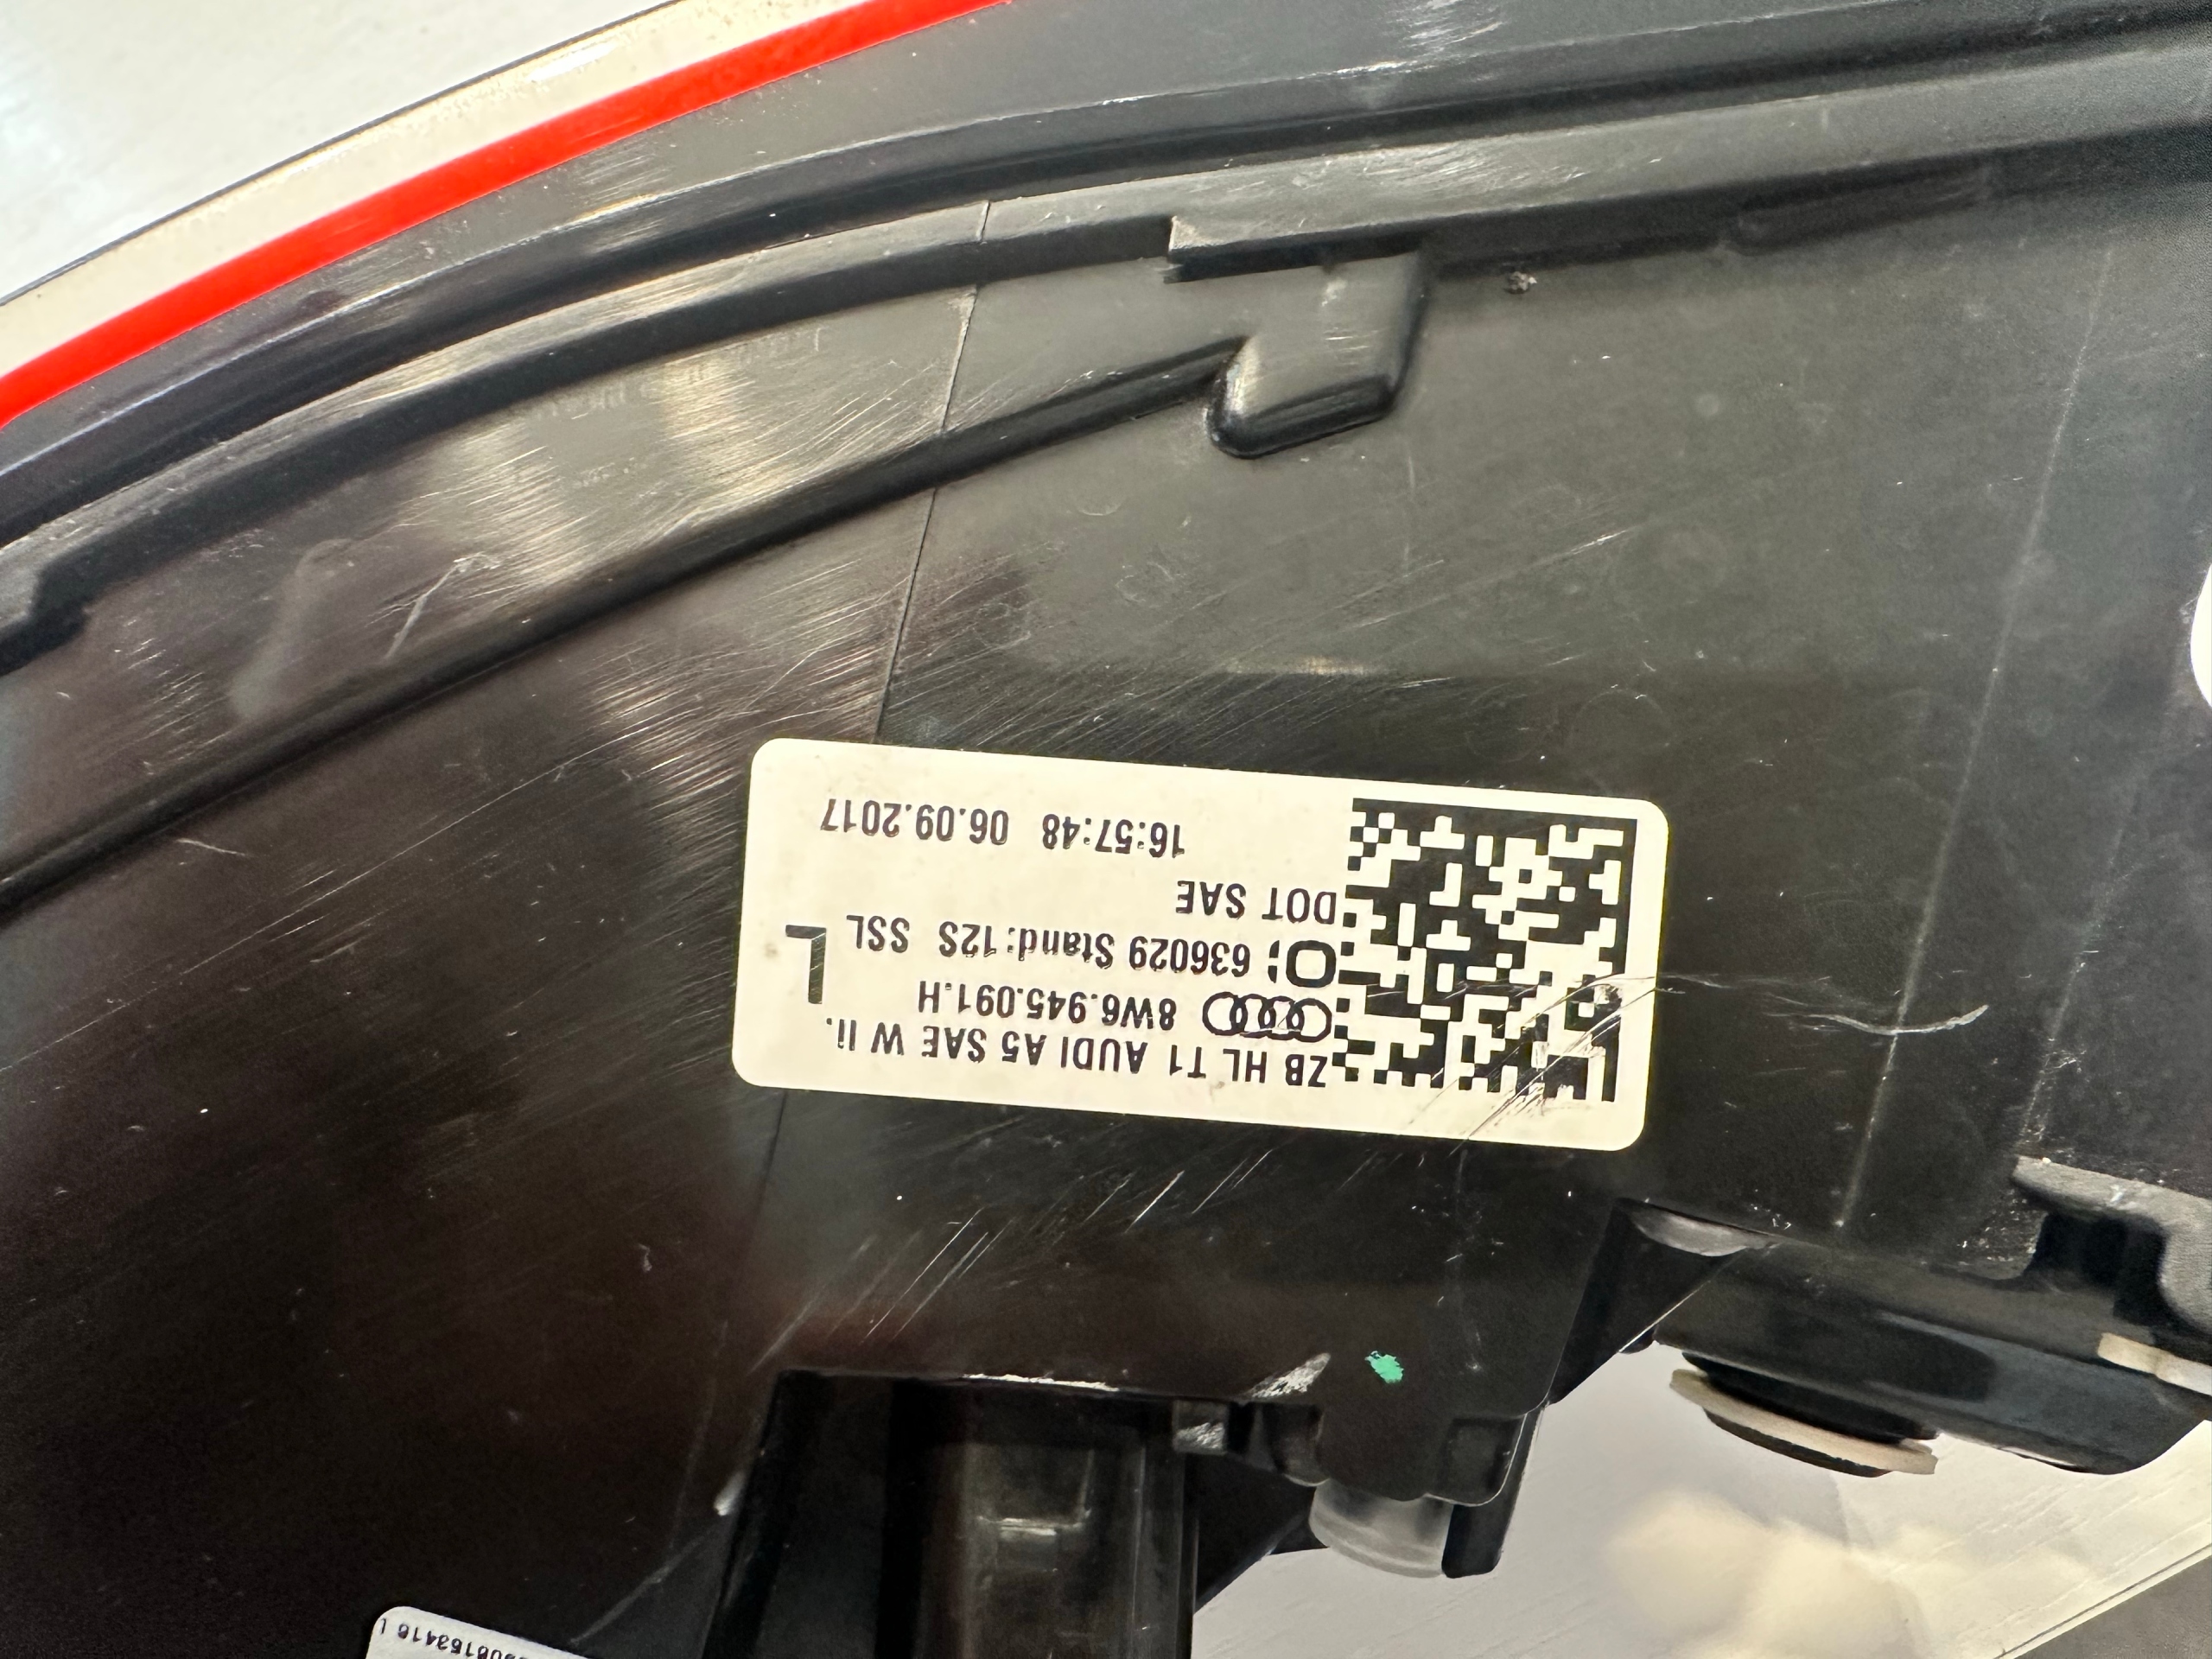 ZB HL T1 AUDI A5 SAE W li.
8W6.945.091.H
636029 Stand:12S SSL
L
DOT SAE
16:57:48 06.09.2017